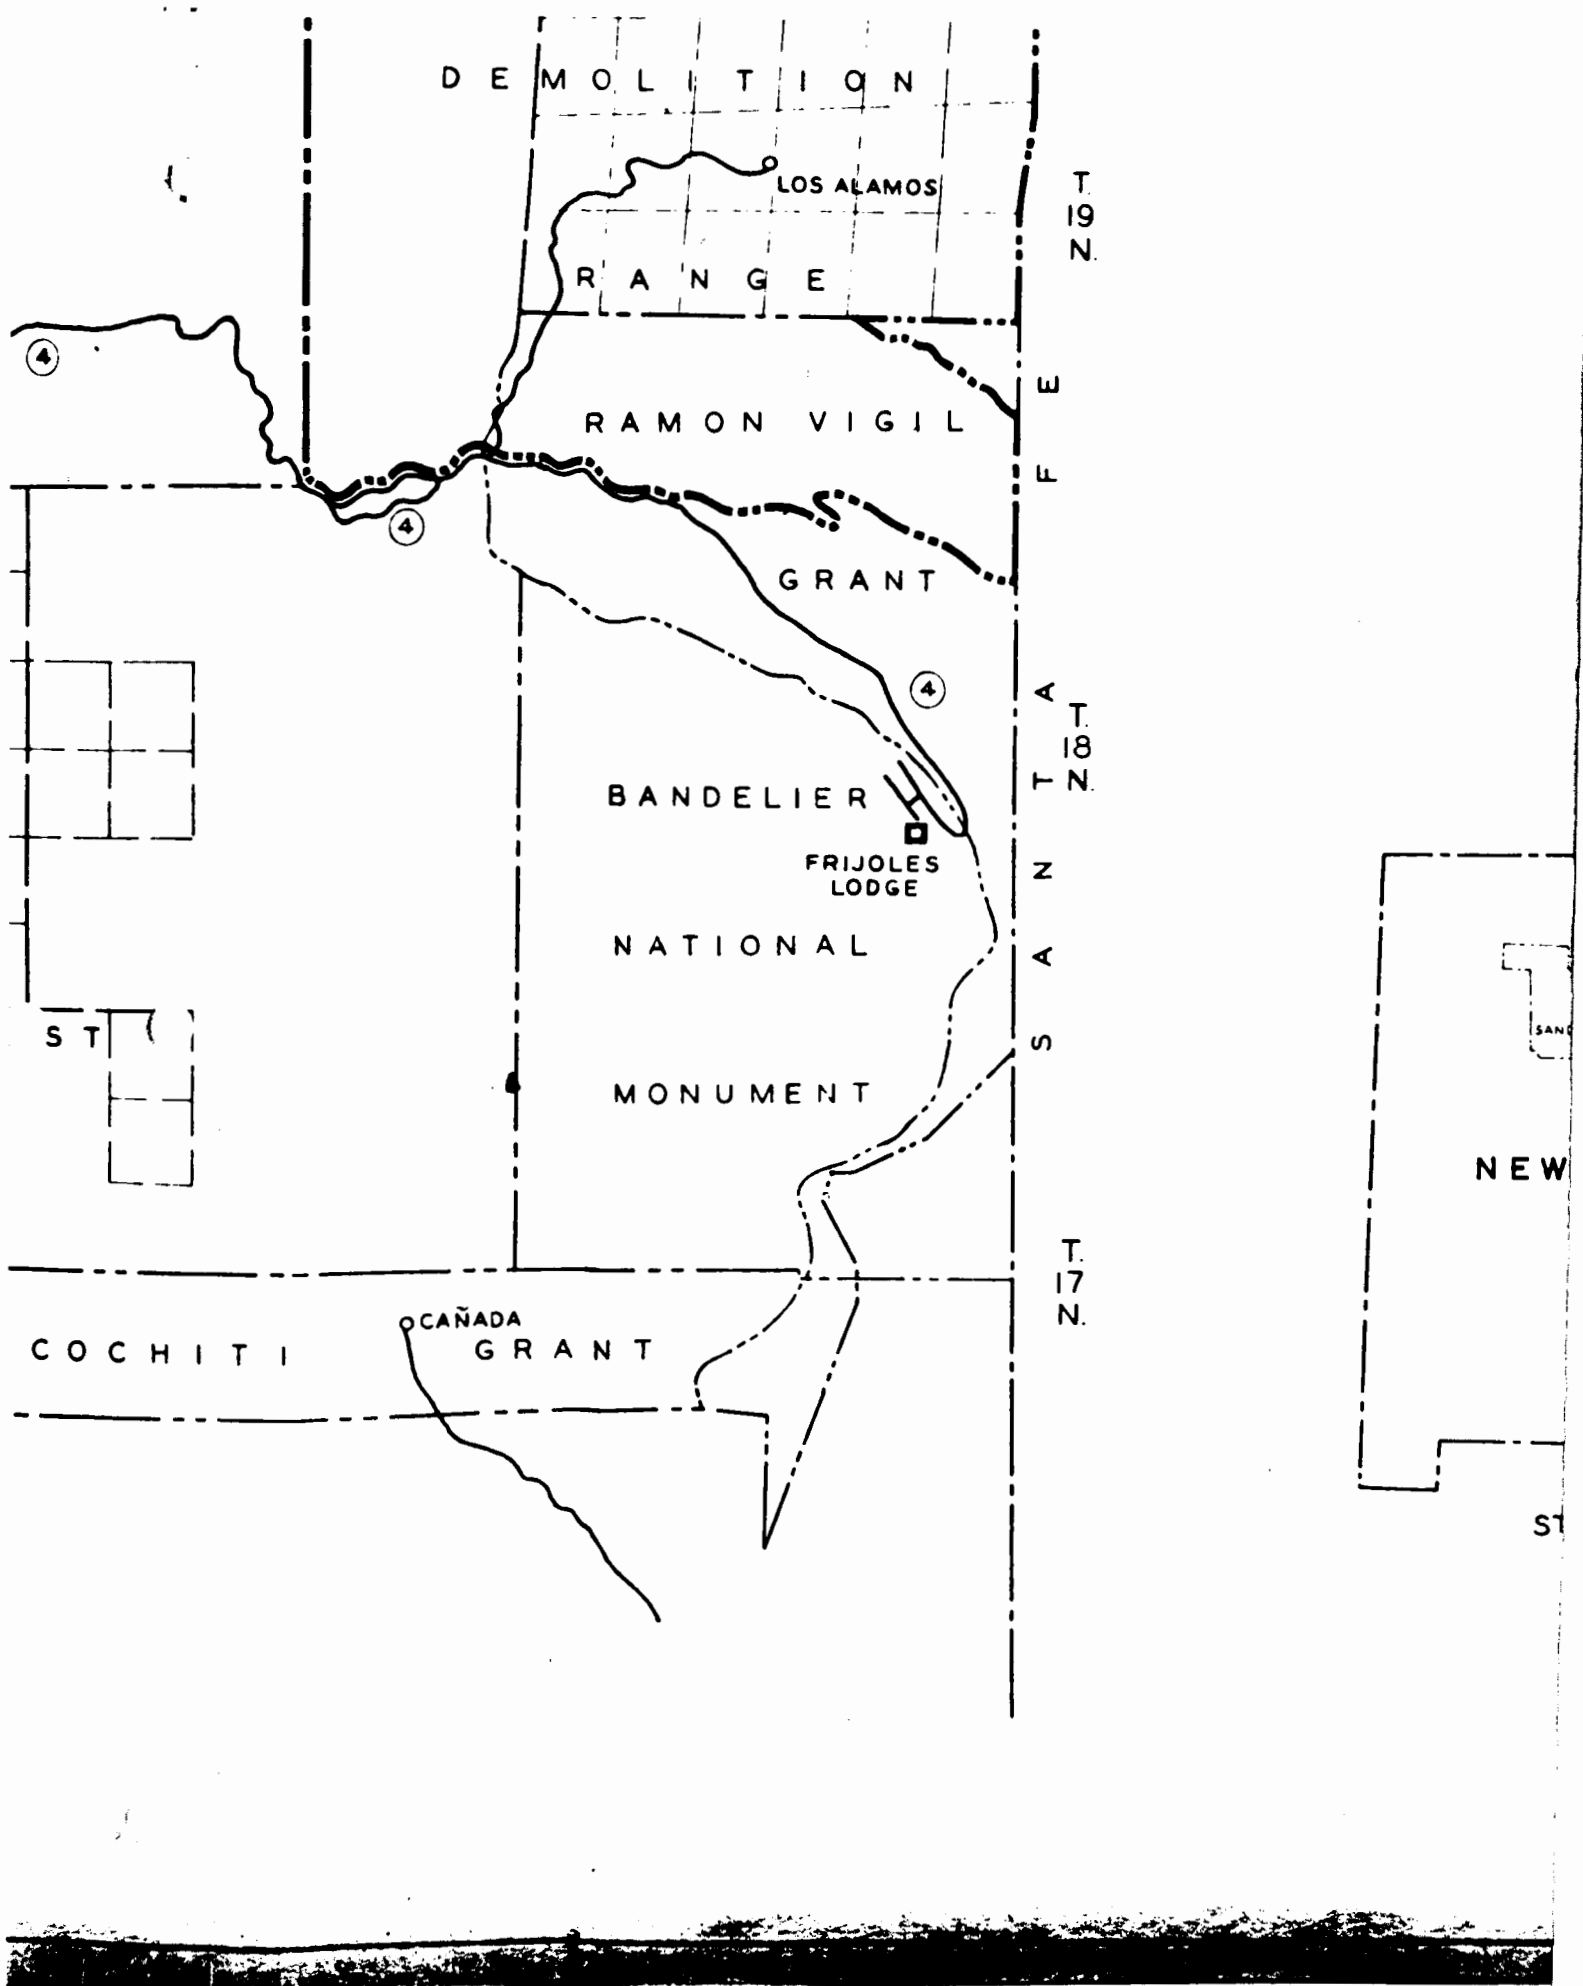 DEMOLITION
LOS ALAMOS
T.
19
N.
RANGE
4
RAMON VIGIL
4
GRANT
4
SANTA FE
T.
18
N.
BANDELIER
FRIJOLES
LODGE
NATIONAL
ST
MONUMENT
NEW
T.
17
N.
CAÑADA
COCHITI GRANT